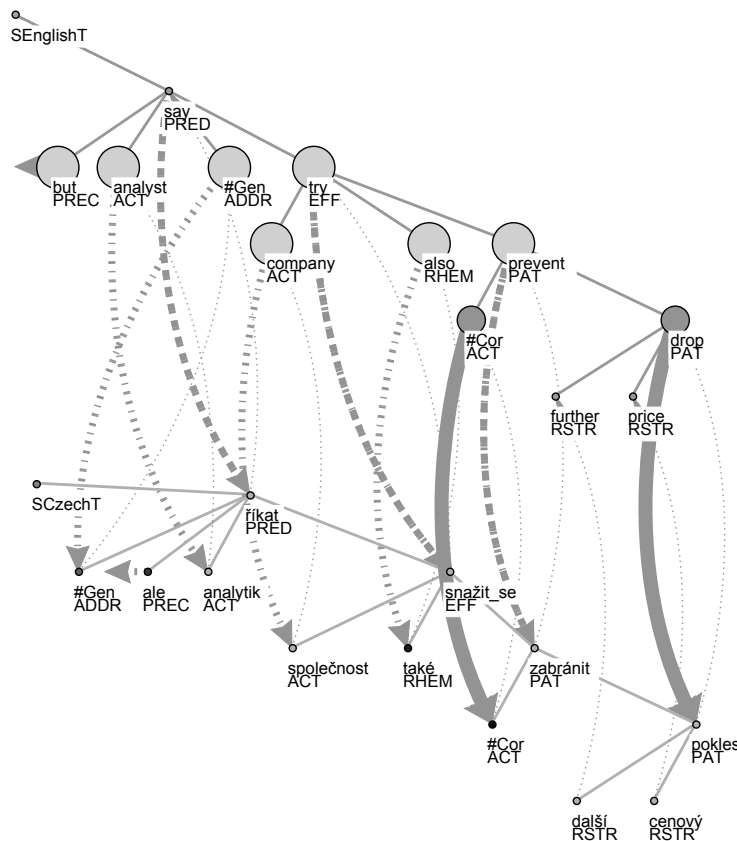 SEnglishT
say
PRED
but
PREC
analyst
ACT
#Gen
ADDR
try
EFF
company
ACT
also
RHEM
prevent
PAT
#Cor
ACT
drop
PAT
further
RSTR
price
RSTR
SCzechT
říkat
PRED
#Gen
ADDR
ale
PREC
analytik
ACT
snažit_se
EFF
společnost
ACT
také
RHEM
zabránit
PAT
#Cor
ACT
pokles
PAT
další
RSTR
cenový
RSTR